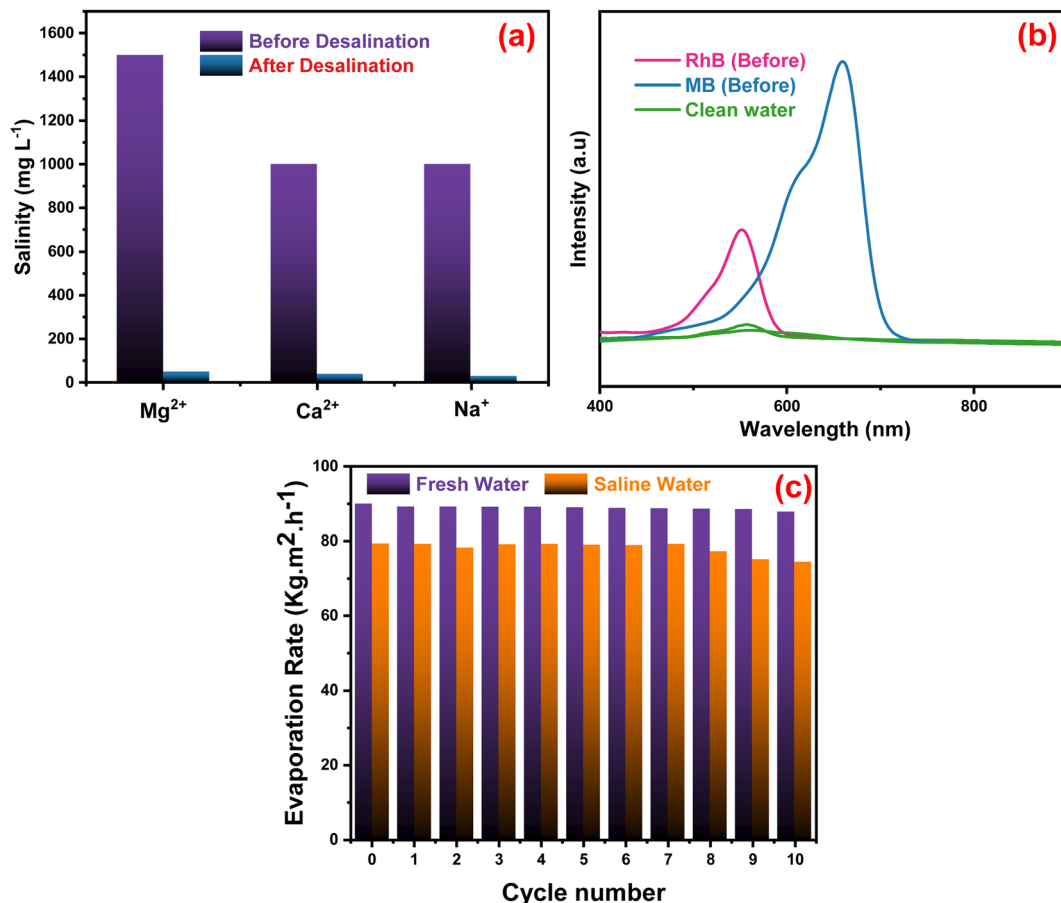 (a)
Before Desalination
After Desalination
Salinity (mg L⁻¹)
1600
1400
1200
1000
800
600
400
200
0
Mg²⁺ Ca²⁺ Na⁺
(b)
RhB (Before)
MB (Before)
Clean water
Intensity (a.u)
400 600 800
Wavelength (nm)
(c)
Fresh Water Saline Water
Evaporation Rate (Kg.m².h⁻¹)
100
80
60
40
20
0
0 1 2 3 4 5 6 7 8 9 10
Cycle number